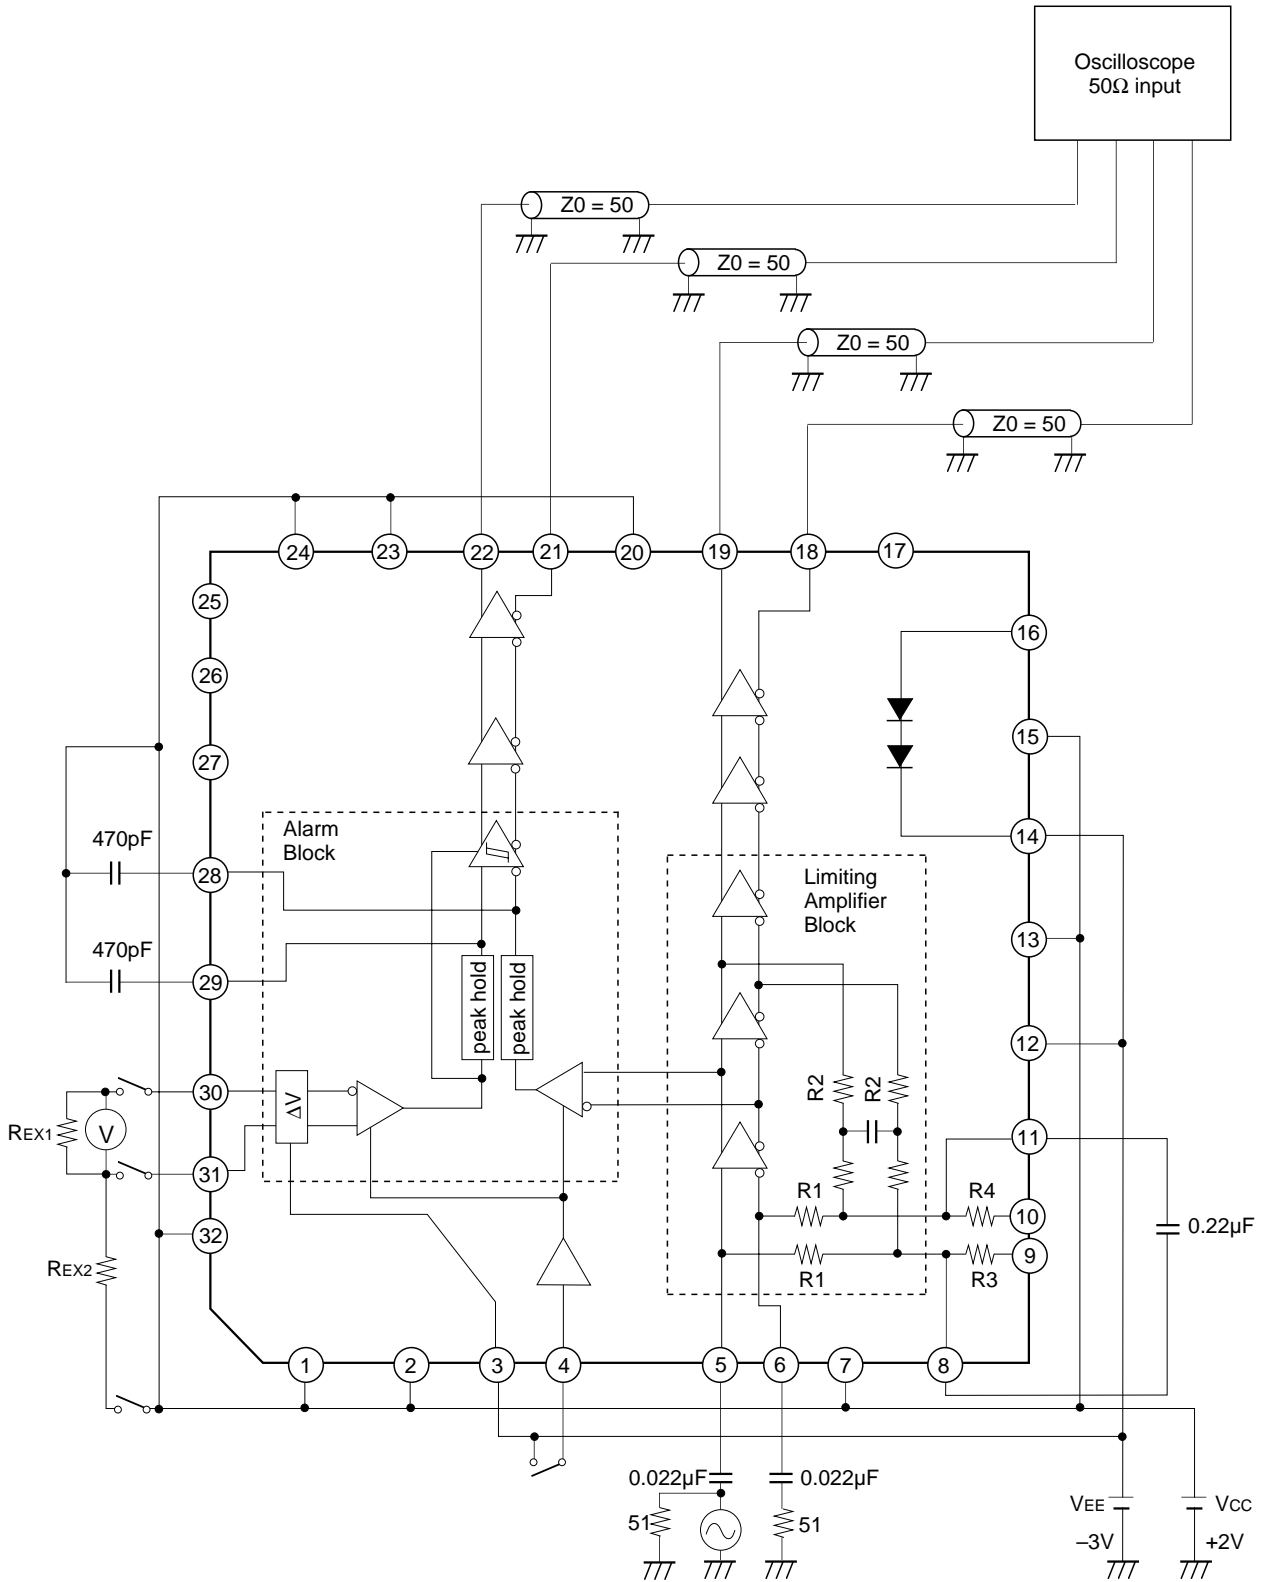 Oscilloscope
50Ω input
Z0 = 50
Z0 = 50
Z0 = 50
Z0 = 50
24
23
22
21
20
19
18
17
25
16
26
15
27
14
Alarm
Block
470pF
28
Limiting
Amplifier
Block
13
470pF
29
peak hold
peak hold
12
30
ΔV
R2
R2
REX1
V
11
31
R1
R4
10
0.22µF
32
9
REX2
R1
R3
1
2
3
4
5
6
7
8
0.022µF
0.022µF
51
51
VEE
–3V
VCC
+2V